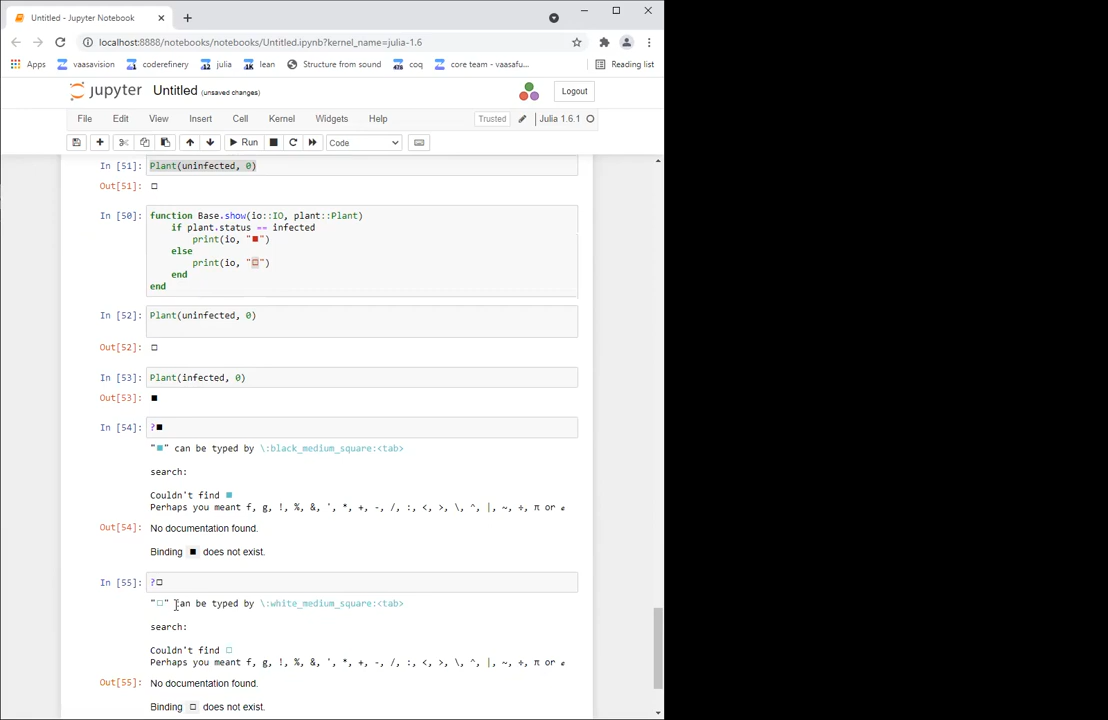 Untitled - Jupyter Notebook
localhost:8888/notebooks/notebooks/Untitled.ipynb?kernel_name=julia-1.6
Apps vaasavision coderefinery julia lean Structure from sound coq core team - vaasafu... Reading list
jupyter Untitled (unsaved changes) Logout
File Edit View Insert Cell Kernel Widgets Help Trusted Julia 1.6.1
Run Code
In [51]: Plant(uninfected, 0)
Out[51]: ◻
In [50]: function Base.show(io::IO, plant::Plant)
if plant.status == infected
print(io, "◼")
else
print(io, "◻")
end
end
In [52]: Plant(uninfected, 0)
Out[52]: ◻
In [53]: Plant(infected, 0)
Out[53]: ◼
In [54]: ?◼
"◼" can be typed by \:black_medium_square:<tab>
search:
Couldn't find ◼
Perhaps you meant f, g, !, %, &, ', *, +, -, /, :, <, >, \, ^, |, ~, ÷, π or ℯ
Out[54]: No documentation found.
Binding ◼ does not exist.
In [55]: ?◻
"◻" can be typed by \:white_medium_square:<tab>
search:
Couldn't find ◻
Perhaps you meant f, g, !, %, &, ', *, +, -, /, :, <, >, \, ^, |, ~, ÷, π or ℯ
Out[55]: No documentation found.
Binding ◻ does not exist.